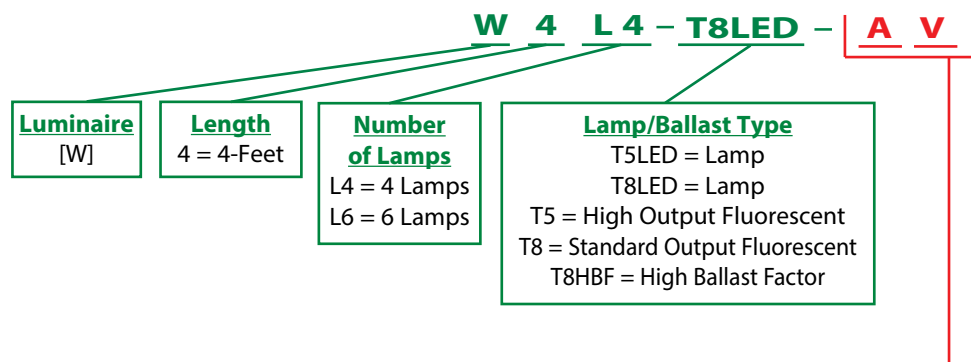 W 4 L 4 – T8LED – A V
Luminaire
[W]
Length
4 = 4-Feet
Number
of Lamps
L4 = 4 Lamps
L6 = 6 Lamps
Lamp/Ballast Type
T5LED = Lamp
T8LED = Lamp
T5 = High Output Fluorescent
T8 = Standard Output Fluorescent
T8HBF = High Ballast Factor